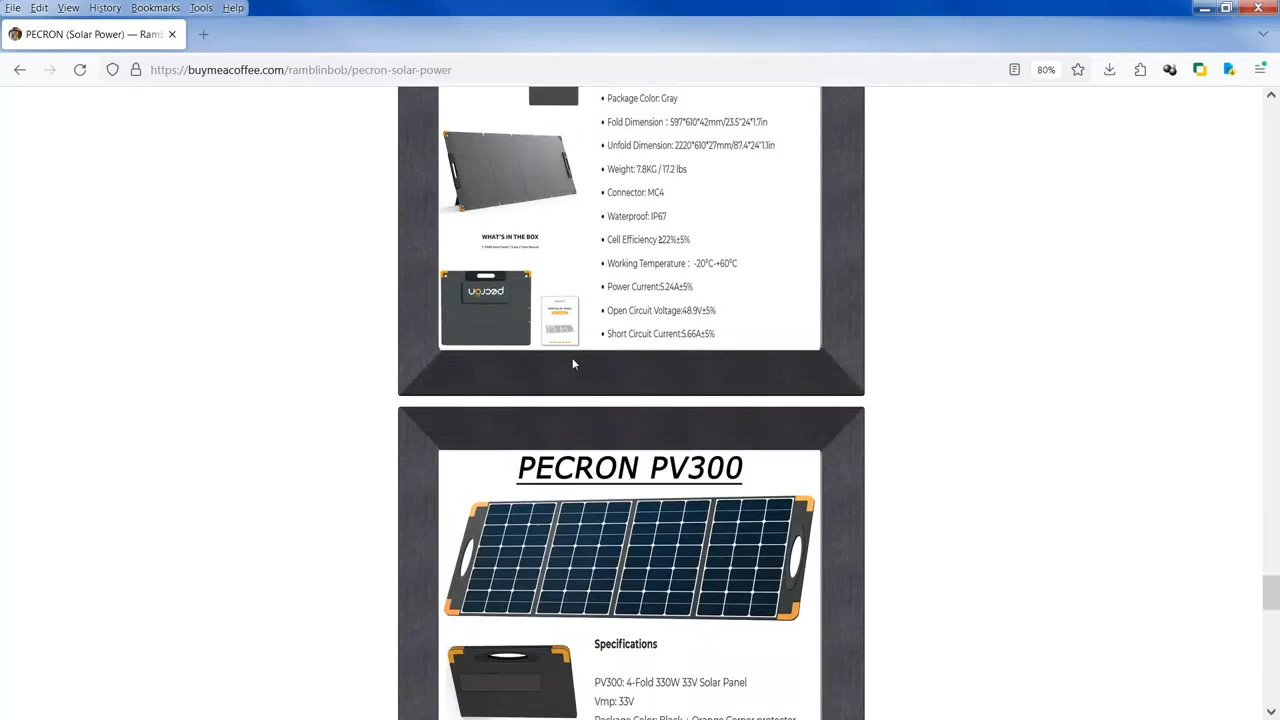 File Edit View History Bookmarks Tools Help
PECRON (Solar Power) — Ramb
https://buymeacoffee.com/ramblinbob/pecron-solar-power
80%
• Package Color: Gray
• Fold Dimension : 597*610*42mm/23.5"24*1.7in
• Unfold Dimension: 2220*610*27mm/87.4*24"1.1in
• Weight: 7.8KG / 17.2 lbs
• Connector: MC4
• Waterproof: IP67
• Cell Efficiency ≥22%±5%
• Working Temperature : -20°C-+60°C
• Power Current:5.24A±5%
• Open Circuit Voltage:48.9V±5%
• Short Circuit Current:5.66A±5%
WHAT'S IN THE BOX
pecron
PECRON PV300
Specifications
PV300: 4-Fold 330W 33V Solar Panel
Vmp: 33V
Package Color: Black + Orange Corner protector